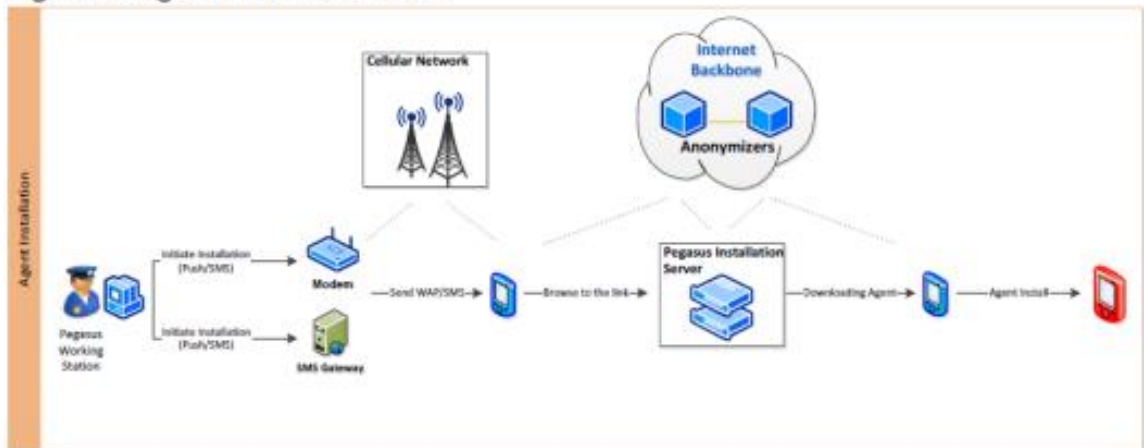 Cellular Network
Internet
Backbone
Anonymizers
Agent Installation
Initiate Installation
(Push/SMS)
Modem
Send WAP/SMS
Browse to the link
Pegasus Installation
Server
Downloading Agent
Agent Install
Pegasus
Working
Station
Initiate Installation
(Push/SMS)
SMS Gateway